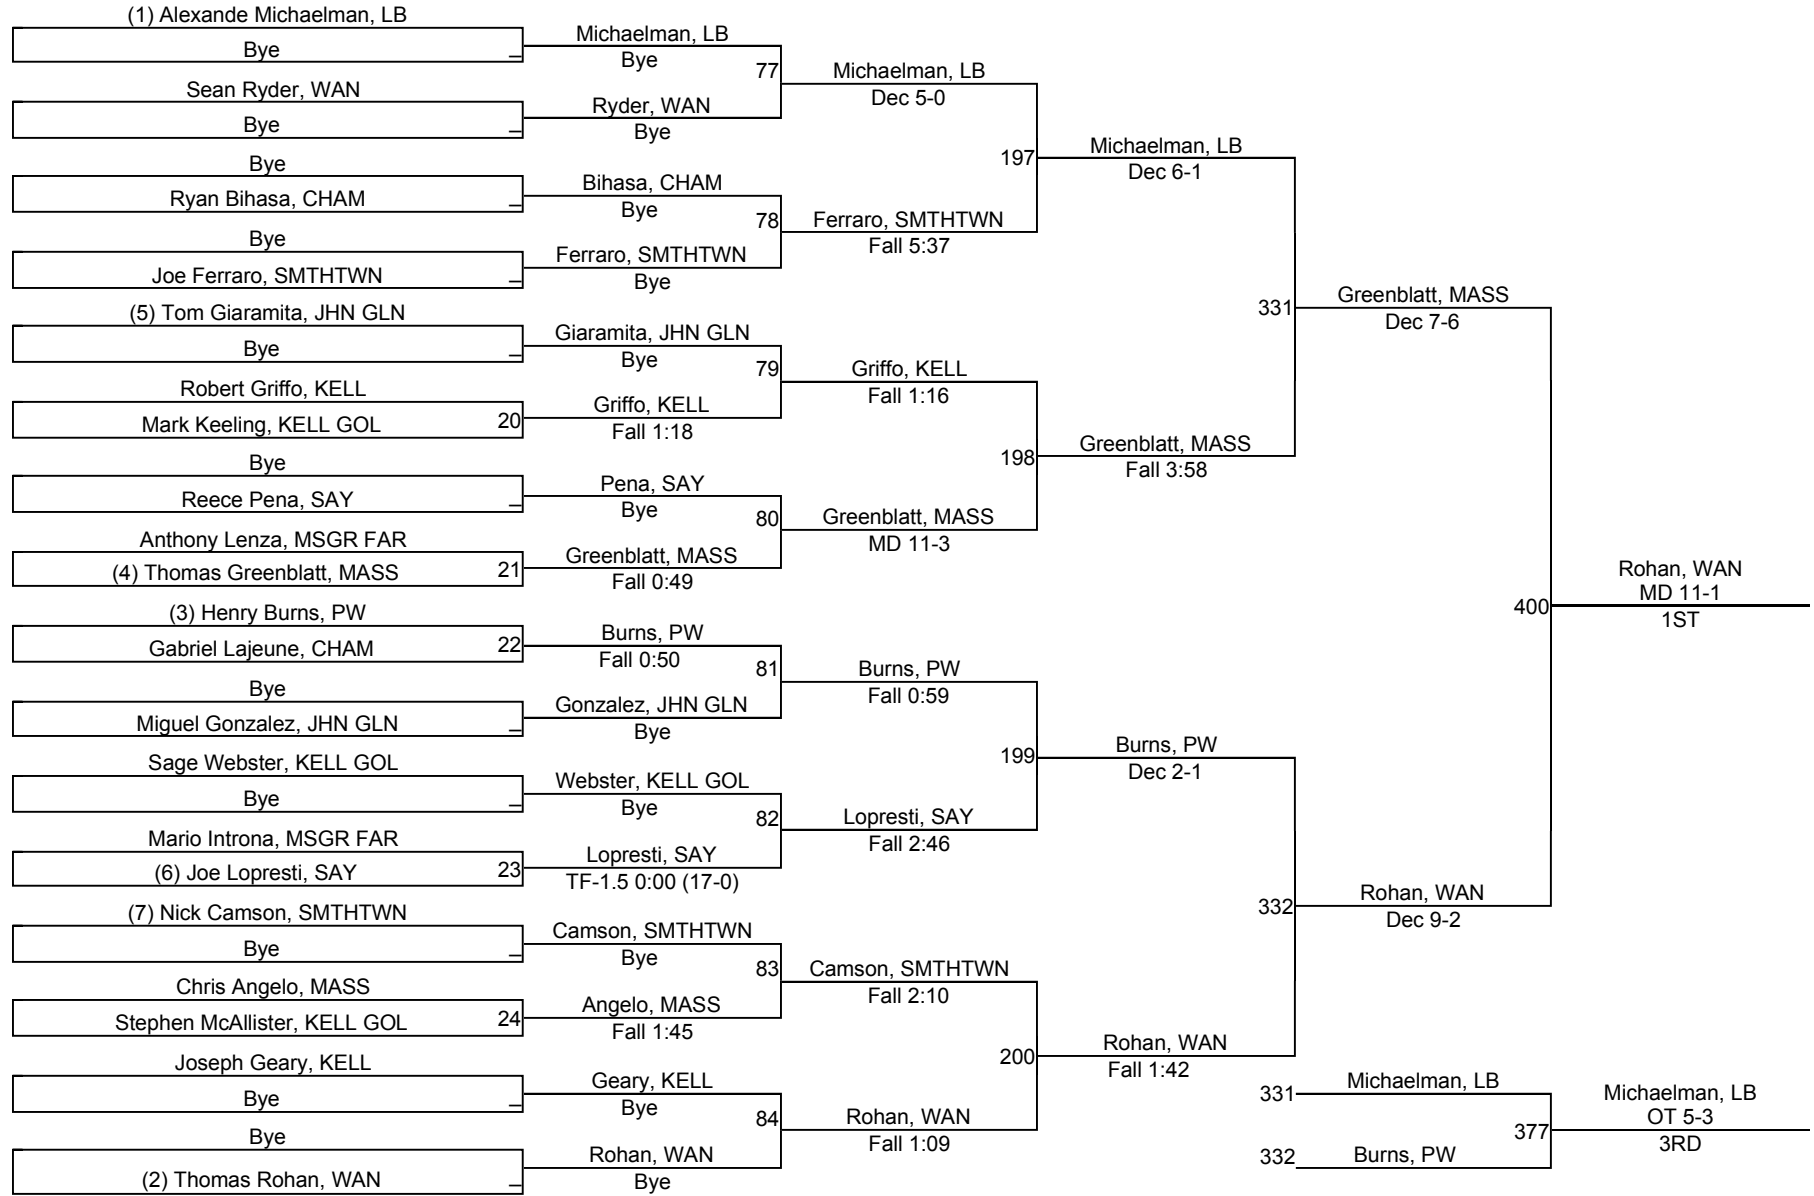 (1) Alexande Michaelman, LB
Bye
Sean Ryder, WAN
Bye
Bye
Ryan Bihasa, CHAM
Bye
Joe Ferraro, SMTHTWN
(5) Tom Giaramita, JHN GLN
Bye
Robert Griffo, KELL
Mark Keeling, KELL GOL 20
Bye
Reece Pena, SAY
Anthony Lenza, MSGR FAR
(4) Thomas Greenblatt, MASS 21
(3) Henry Burns, PW
Gabriel Lajeune, CHAM 22
Bye
Miguel Gonzalez, JHN GLN
Sage Webster, KELL GOL
Bye
Mario Introna, MSGR FAR
(6) Joe Lopresti, SAY 23
(7) Nick Camson, SMTHTWN
Bye
Chris Angelo, MASS
Stephen McAllister, KELL GOL 24
Joseph Geary, KELL
Bye
Bye
(2) Thomas Rohan, WAN
Michaelman, LB
Bye
77
Ryder, WAN
Bye
Bihasa, CHAM
Bye
78
Ferraro, SMTHTWN
Bye
Giaramita, JHN GLN
Bye
79
Griffo, KELL
Fall 1:18
Pena, SAY
Bye
80
Greenblatt, MASS
Fall 0:49
Burns, PW
Fall 0:50
81
Gonzalez, JHN GLN
Bye
Webster, KELL GOL
Bye
82
Lopresti, SAY
TF-1.5 0:00 (17-0)
Camson, SMTHTWN
Bye
83
Angelo, MASS
Fall 1:45
Geary, KELL
Bye
84
Rohan, WAN
Bye
Michaelman, LB
Dec 5-0
197
Ferraro, SMTHTWN
Fall 5:37
Griffo, KELL
Fall 1:16
198
Greenblatt, MASS
MD 11-3
Burns, PW
Fall 0:59
199
Lopresti, SAY
Fall 2:46
Camson, SMTHTWN
Fall 2:10
200
Rohan, WAN
Fall 1:09
Michaelman, LB
Dec 6-1
331
Greenblatt, MASS
Fall 3:58
Burns, PW
Dec 2-1
332
Rohan, WAN
Fall 1:42
Greenblatt, MASS
Dec 7-6
400
Rohan, WAN
Dec 9-2
Rohan, WAN
MD 11-1
1ST
331 Michaelman, LB
377
332 Burns, PW
Michaelman, LB
OT 5-3
3RD